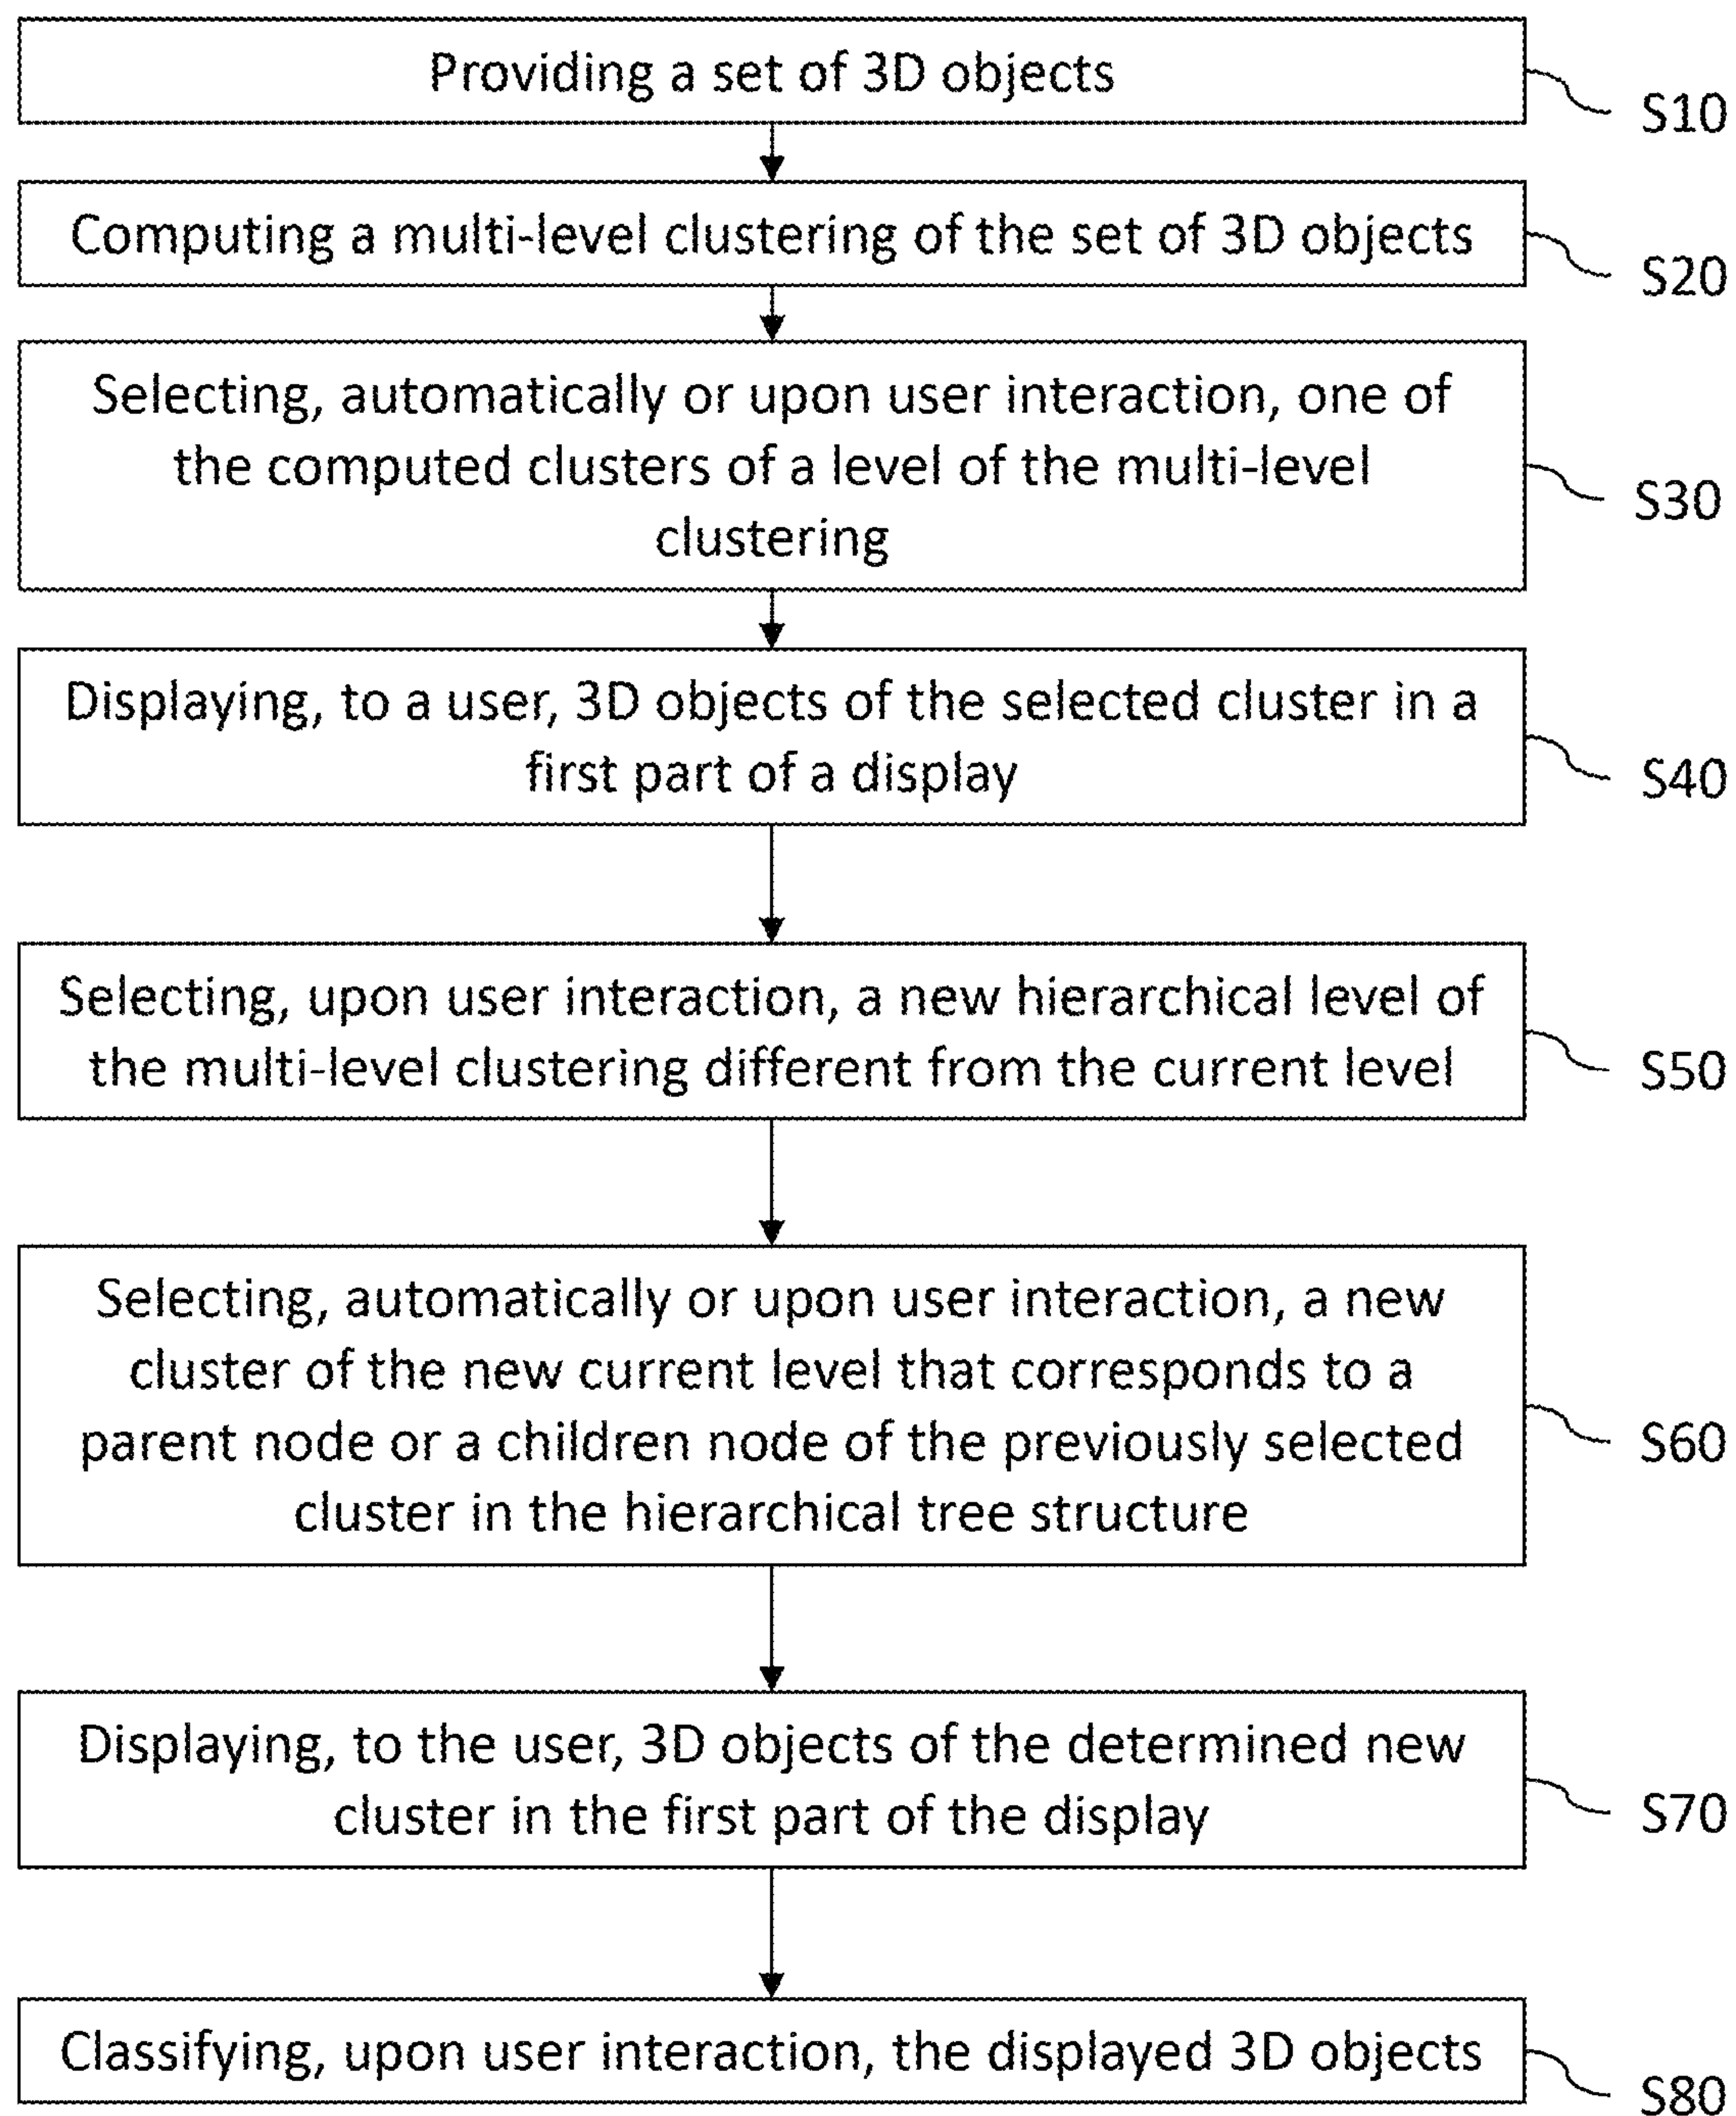 Providing a set of 3D objects
S10
Computing a multi-level clustering of the set of 3D objects
S20
Selecting, automatically or upon user interaction, one of
the computed clusters of a level of the multi-level
clustering
S30
Displaying, to a user, 3D objects of the selected cluster in a
first part of a display
S40
Selecting, upon user interaction, a new hierarchical level of
the multi-level clustering different from the current level
S50
Selecting, automatically or upon user interaction, a new
cluster of the new current level that corresponds to a
parent node or a children node of the previously selected
cluster in the hierarchical tree structure
S60
Displaying, to the user, 3D objects of the determined new
cluster in the first part of the display
S70
Classifying, upon user interaction, the displayed 3D objects
S80